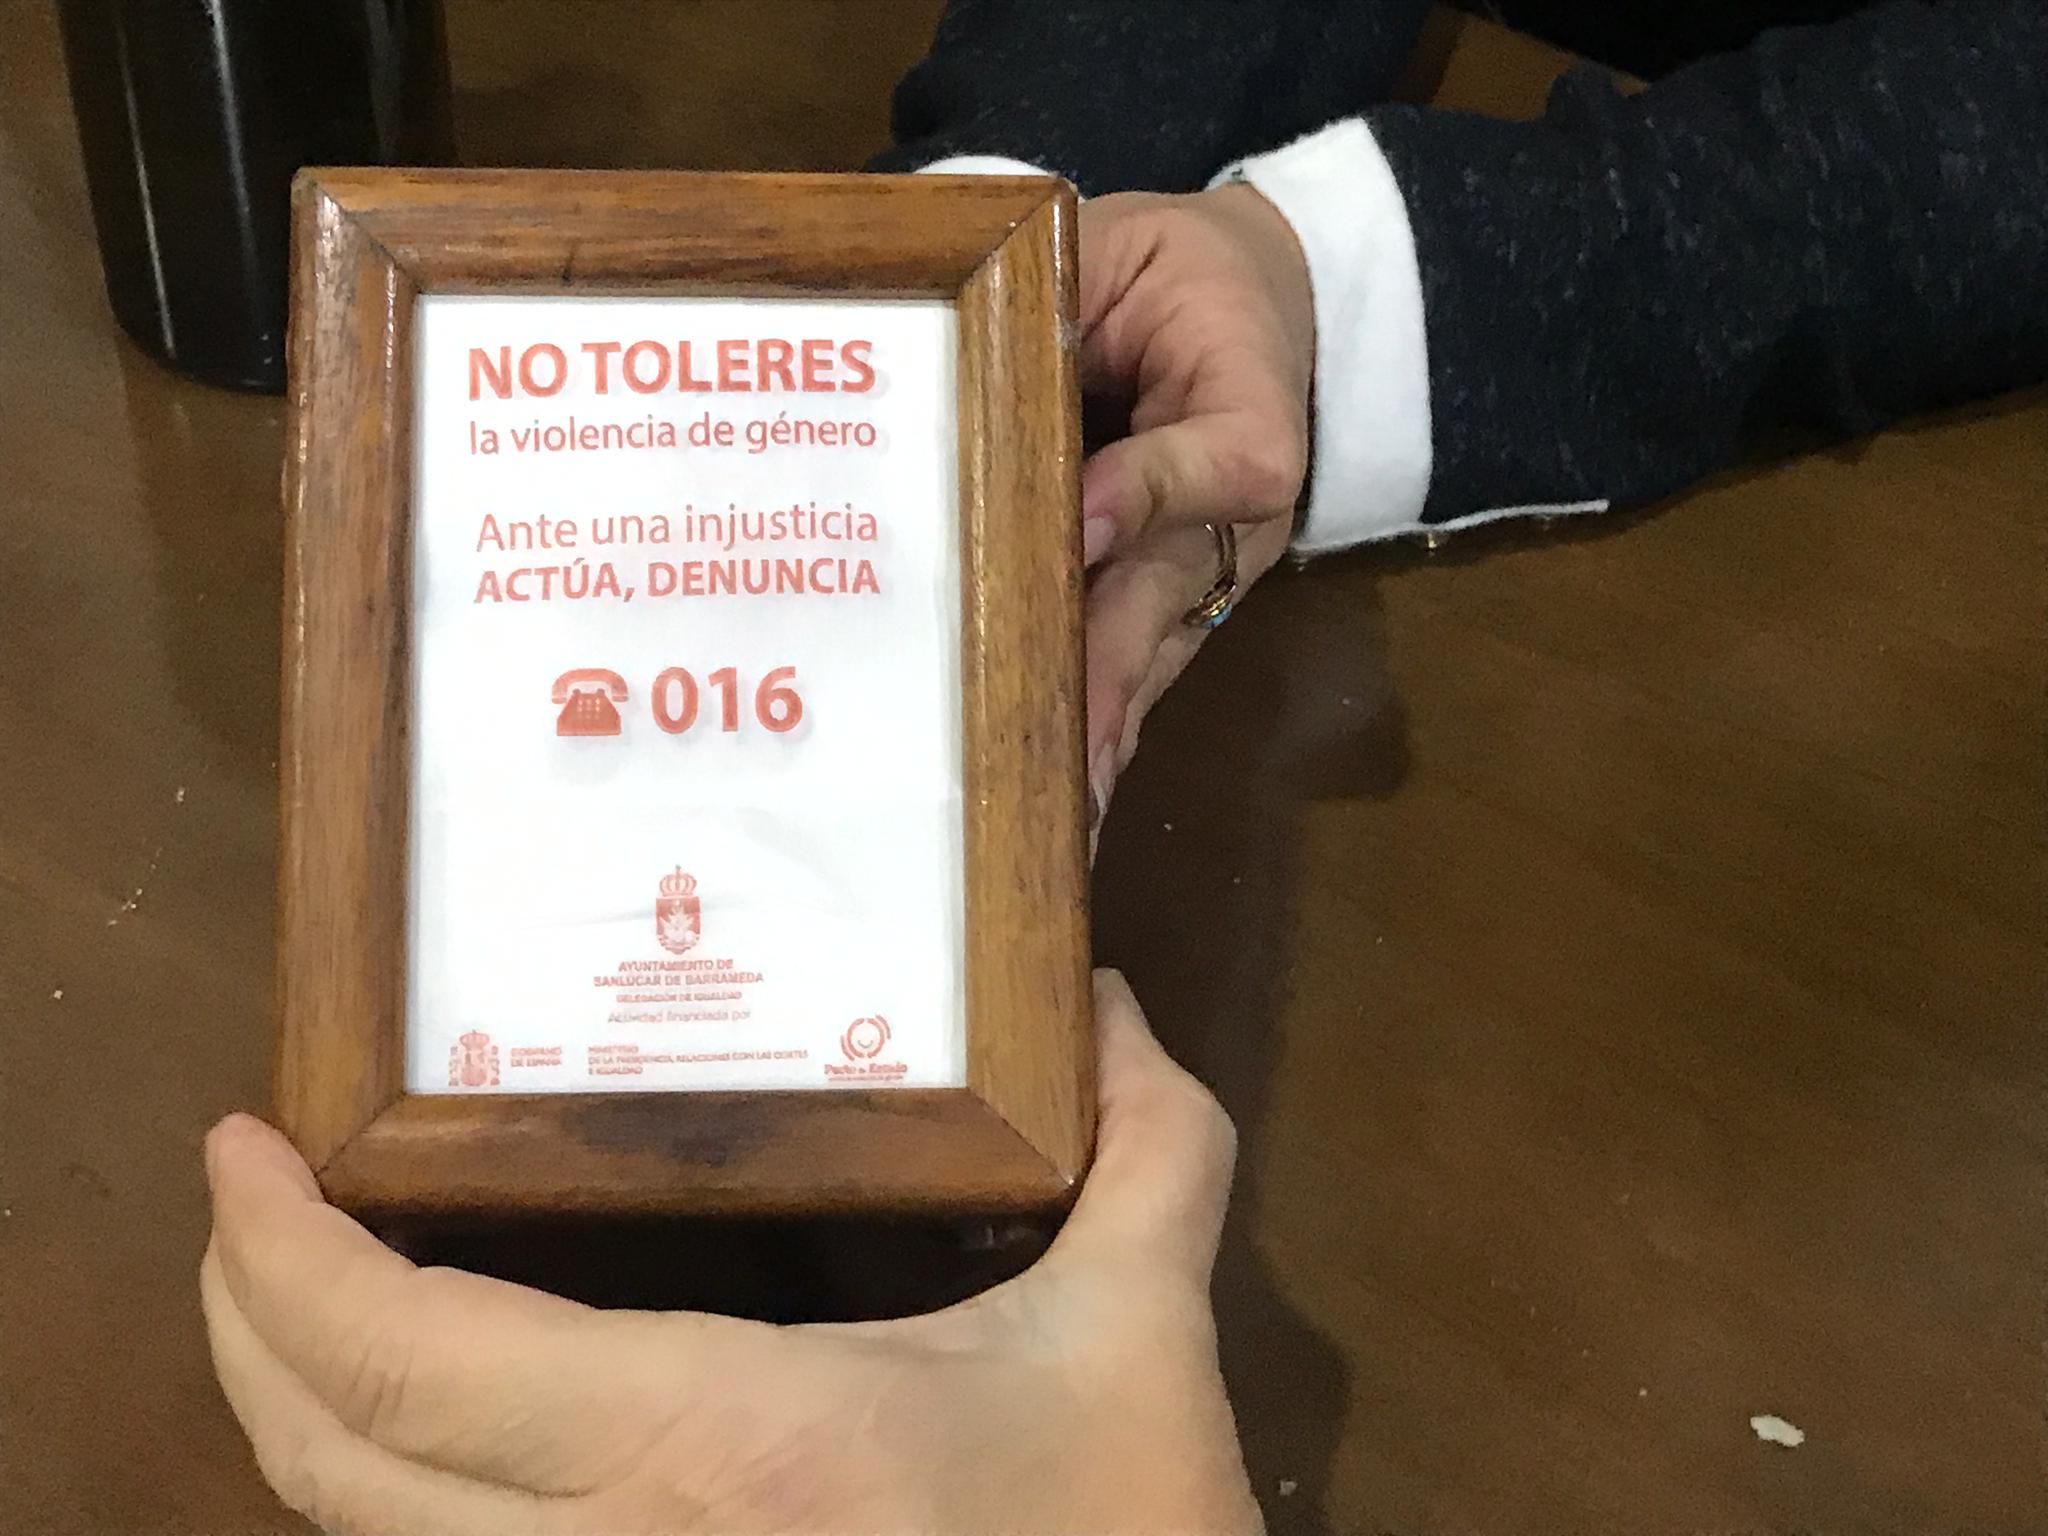 NO TOLERES
la violencia de género
Ante una injusticia
ACTÚA, DENUNCIA
016
AYUNTAMIENTO DE
SANLÚCAR DE BARRAMEDA
DELEGACIÓN DE IGUALDAD
Actividad financiada por
GOBIERNO
DE ESPAÑA
MINISTERIO
DE LA PRESIDENCIA, RELACIONES CON LAS CORTES
E IGUALDAD
Pacto de Estado